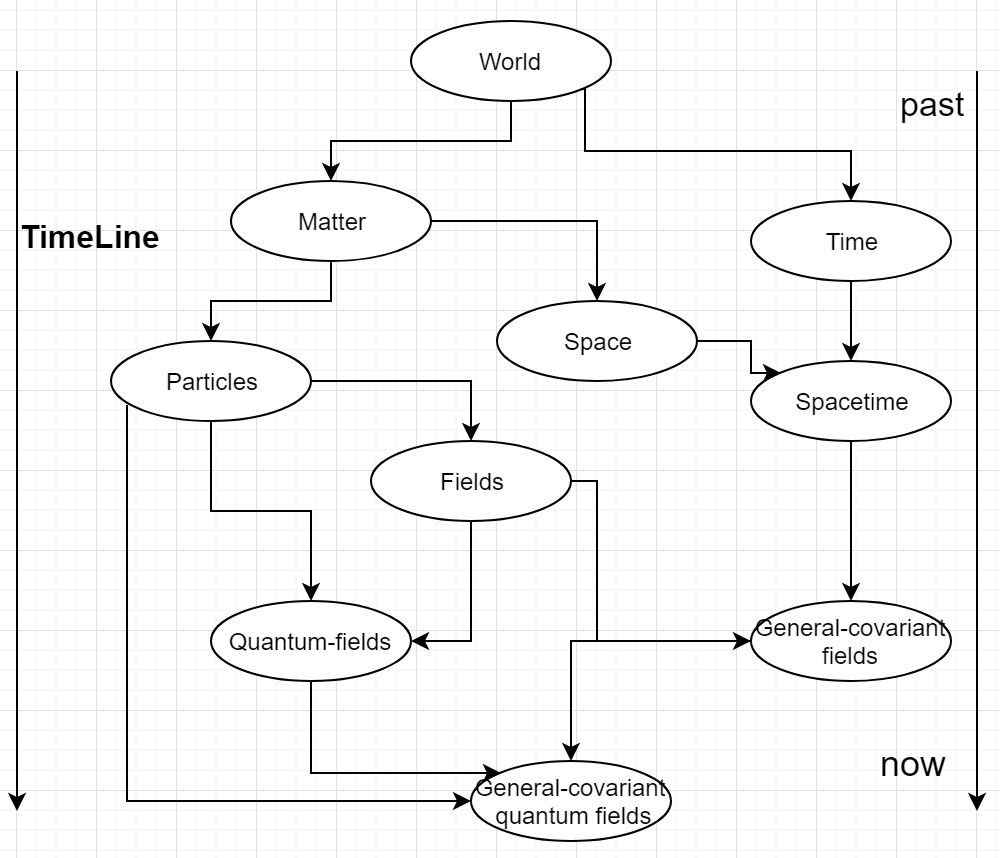 World
past
Matter
TimeLine
Time
Space
Particles
Spacetime
Fields
Quantum-fields
General-covariant
fields
now
General-covariant
quantum fields